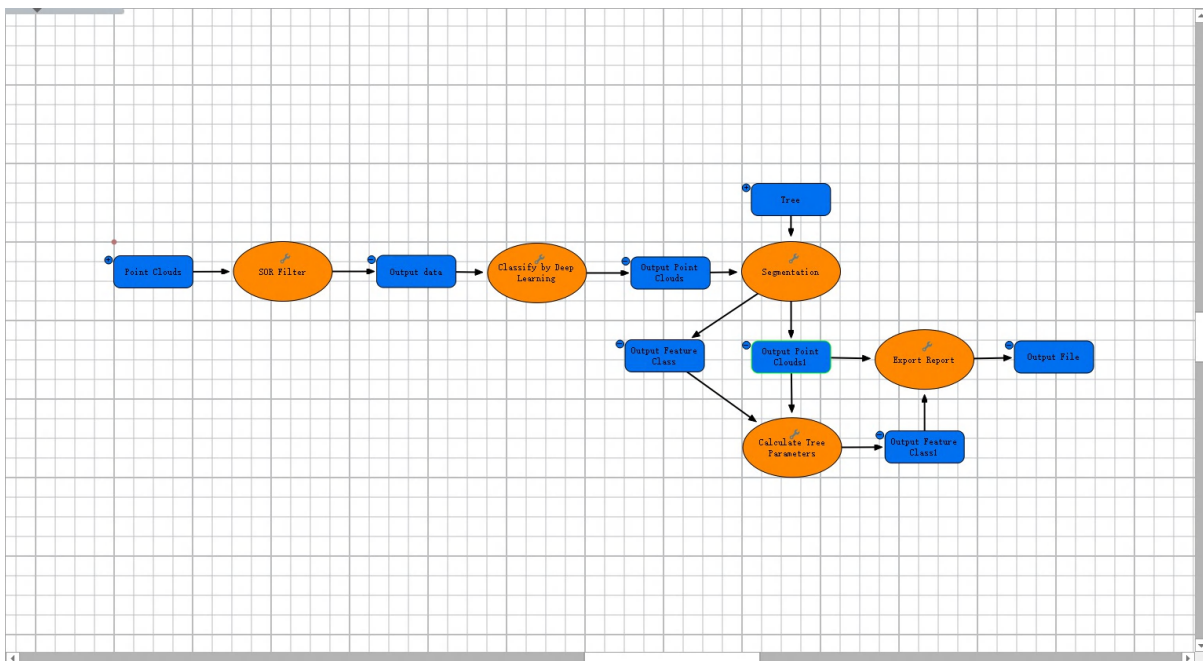 Tree
Point Clouds
SOR Filter
Output data
Classify by Deep
Learning
Output Point
Clouds
Segmentation
Output Feature
Class
Output Point
Clouds1
Export Report
Output File
Calculate Tree
Parameters
Output Feature
Class1